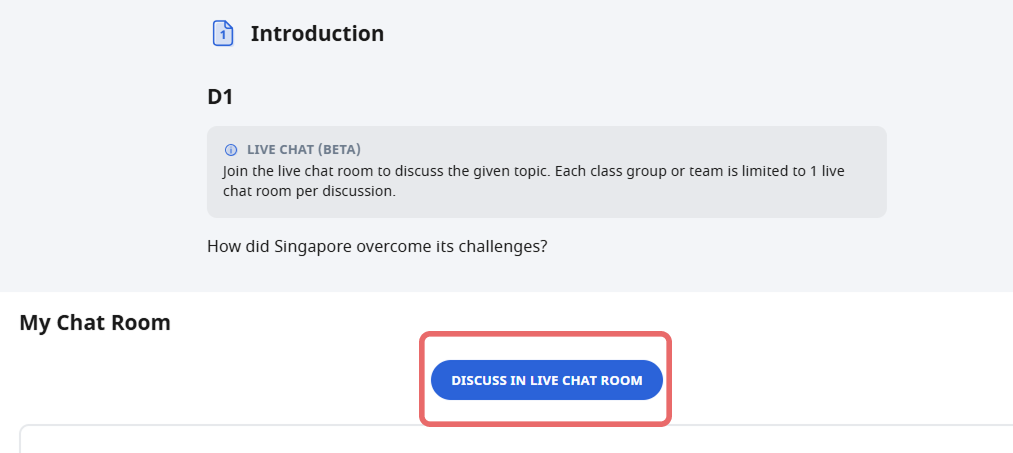 1
Introduction
D1
LIVE CHAT (BETA)
Join the live chat room to discuss the given topic. Each class group or team is limited to 1 live
chat room per discussion.
How did Singapore overcome its challenges?
My Chat Room
DISCUSS IN LIVE CHAT ROOM